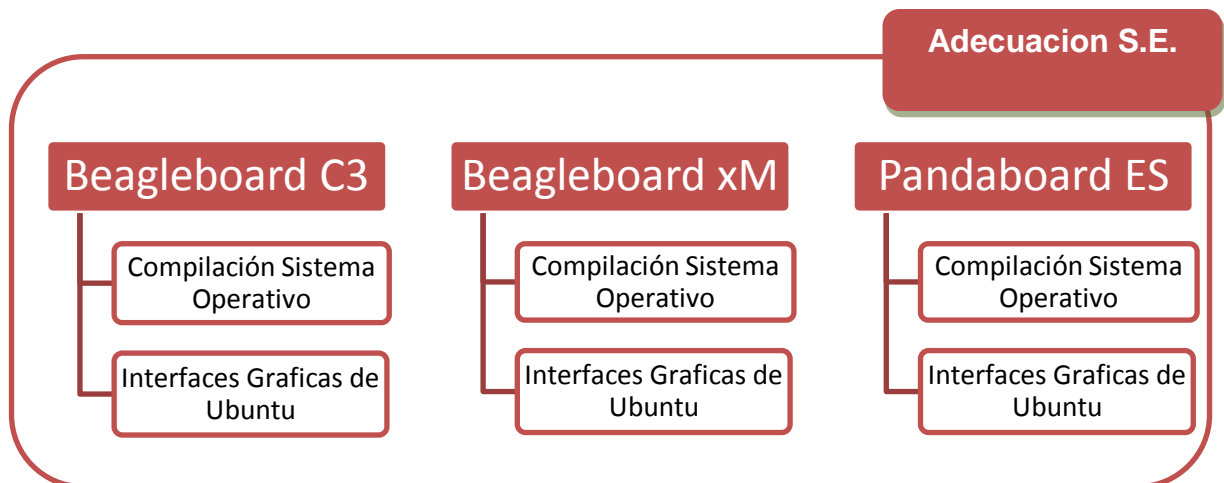 Adecuacion S.E.
Beagleboard C3
Compilación Sistema
Operativo
Interfaces Graficas de
Ubuntu
Beagleboard xM
Compilación Sistema
Operativo
Interfaces Graficas de
Ubuntu
Pandaboard ES
Compilación Sistema
Operativo
Interfaces Graficas de
Ubuntu